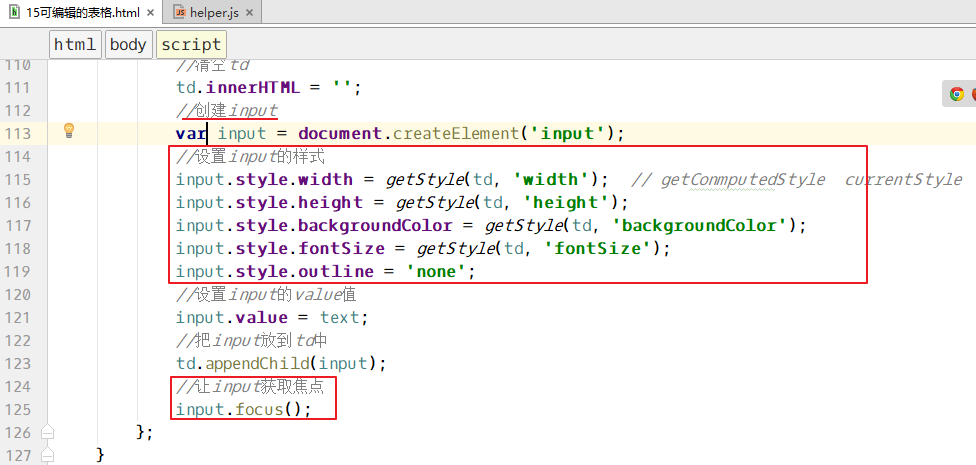 15可编辑的表格.html × helper.js ×
html body script
110 //清空td
111 td.innerHTML = '';
112 //创建input
113 var input = document.createElement('input');
114 //设置input的样式
115 input.style.width = getStyle(td, 'width'); // getConmputedStyle currentStyle
116 input.style.height = getStyle(td, 'height');
117 input.style.backgroundColor = getStyle(td, 'backgroundColor');
118 input.style.fontSize = getStyle(td, 'fontSize');
119 input.style.outline = 'none';
120 //设置input的value值
121 input.value = text;
122 //把input放到td中
123 td.appendChild(input);
124 //让input获取焦点
125 input.focus();
126 };
127 }